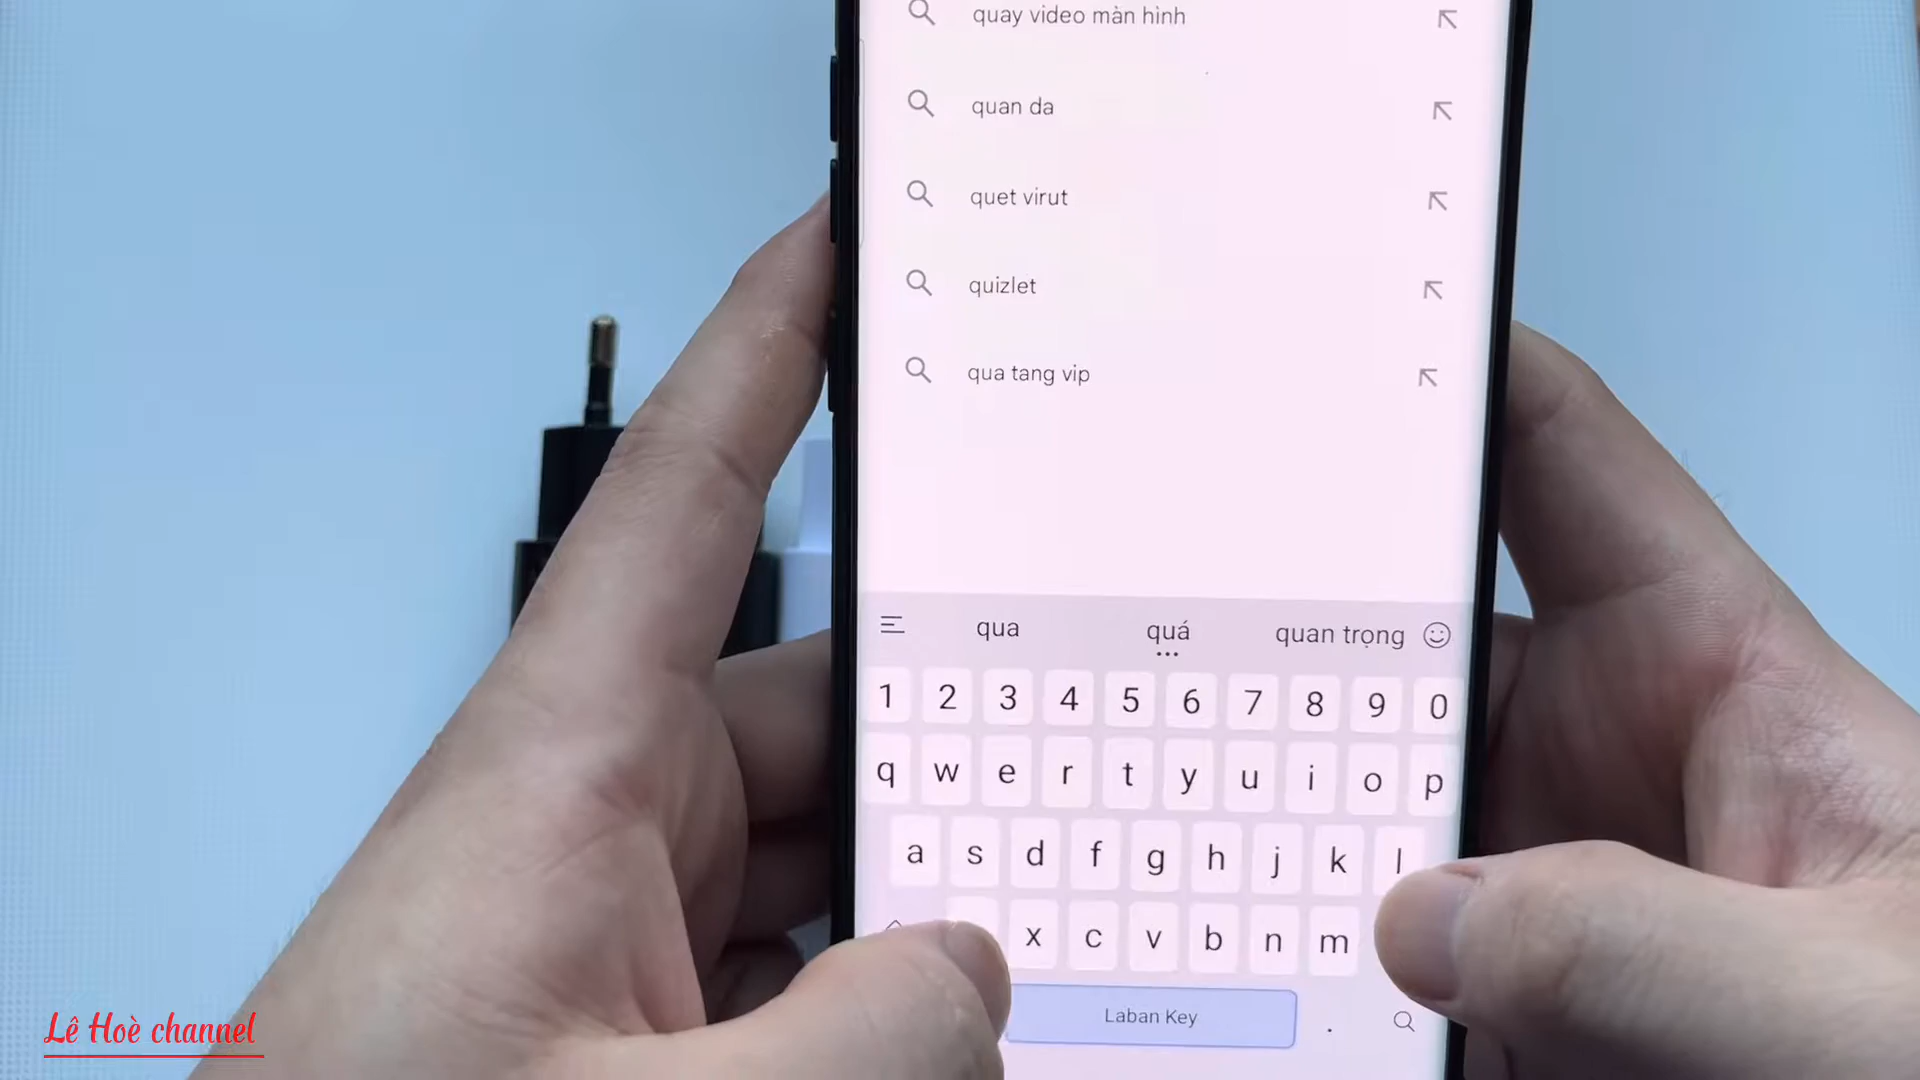 quay video màn hình
quan da
quet virut
quizlet
qua tang vip
qua quá quan trọng
1 2 3 4 5 6 7 8 9 0
q w e r t y u i o p
a s d f g h j k l
x c v b n m
Laban Key .
Lê Hoè channel